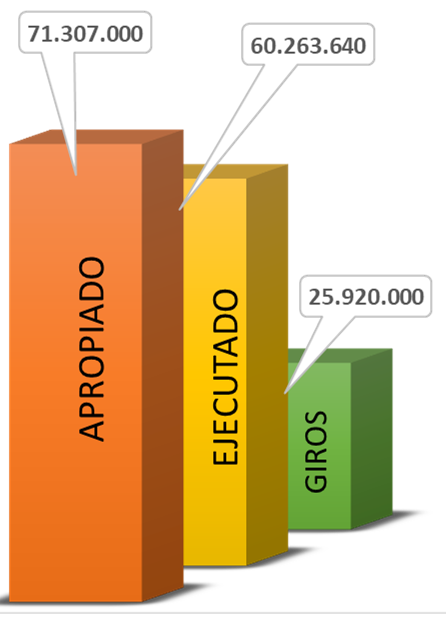 71.307.000
60.263.640
25.920.000
APROPIADO
EJECUTADO
GIROS